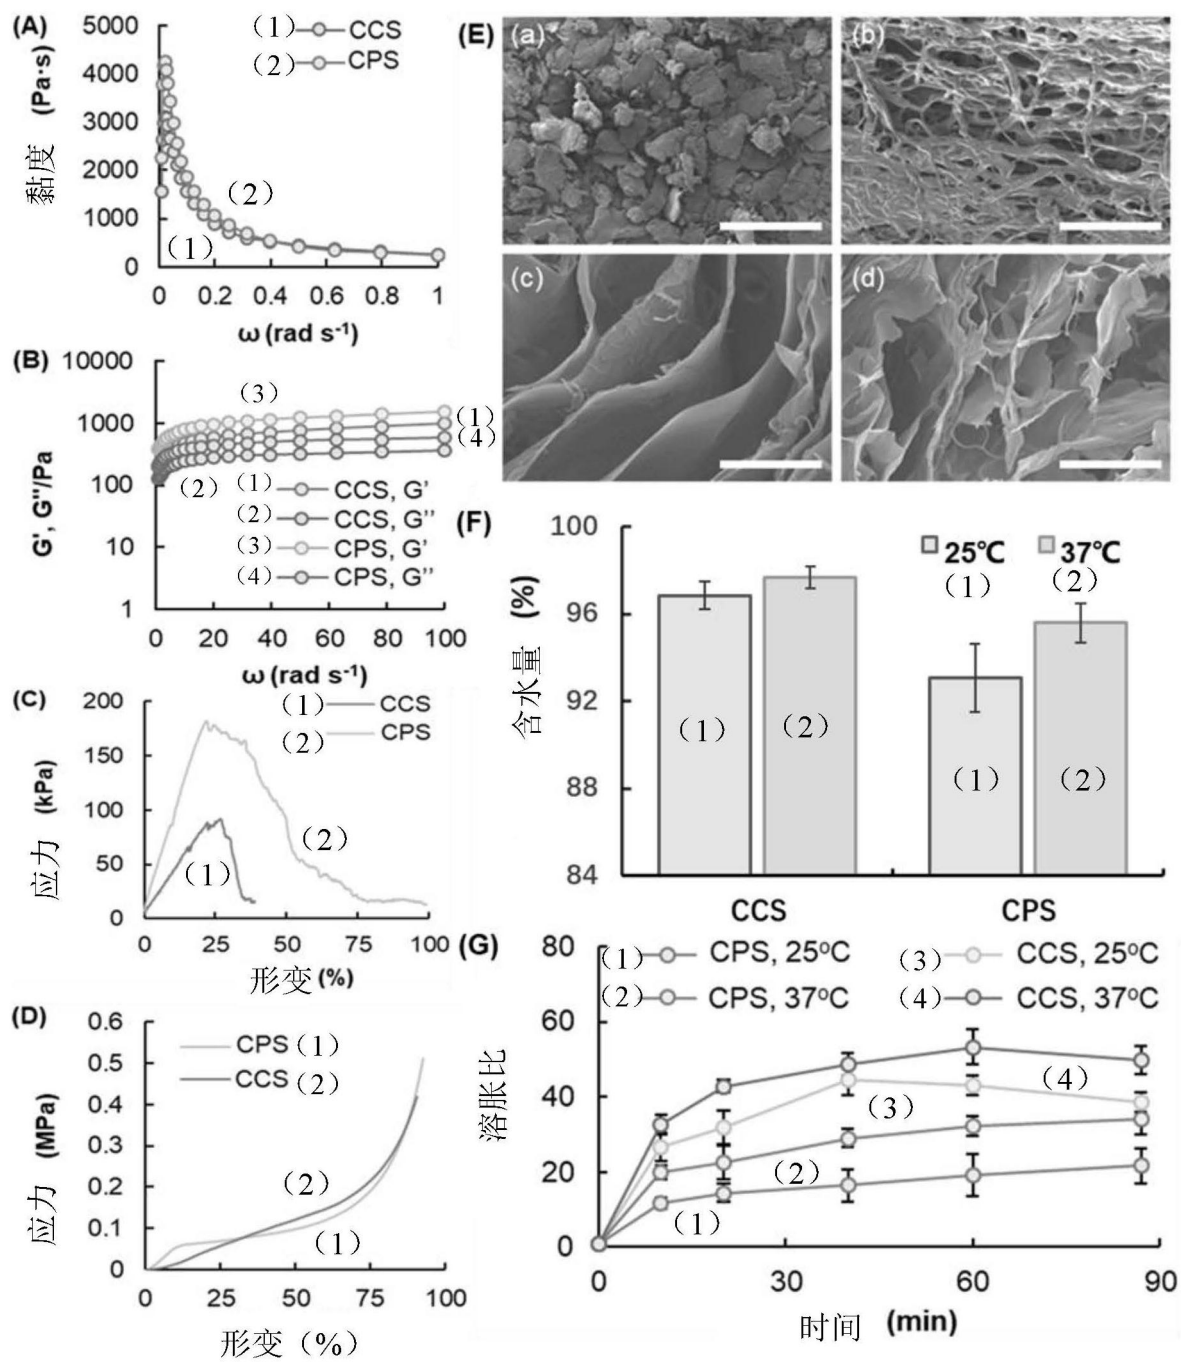 (A)
5000
4000
3000
2000
1000
0
黏度 (Pa·s)
(1) CCS
(2) CPS
(2)
(1)
0 0.2 0.4 0.6 0.8 1
ω (rad s-1)
(B)
10000
1000
100
10
1
G', G''/Pa
(3)
(1)
(4)
(2)
(1) CCS, G'
(2) CCS, G''
(3) CPS, G'
(4) CPS, G''
0 20 40 60 80 100
ω (rad s-1)
(C)
200
150
100
50
0
应力 (kPa)
(1) CCS
(2) CPS
(2)
(1)
0 25 50 75 100
形变(%)
(D)
0.6
0.5
0.4
0.3
0.2
0.1
0
应力 (MPa)
CPS (1)
CCS (2)
(2)
(1)
0 25 50 75 100
形变（%）
(E)
(a)
(b)
(c)
(d)
(F)
100
96
92
88
84
含水量 (%)
25℃ 37℃
(1) (2)
(1) (2) (1) (2)
CCS CPS
(G)
80
60
40
20
0
溶胀比
(1) CPS, 25oC
(3) CCS, 25oC
(2) CPS, 37oC
(4) CCS, 37oC
(4)
(3)
(2)
(1)
0 30 60 90
时间 (min)